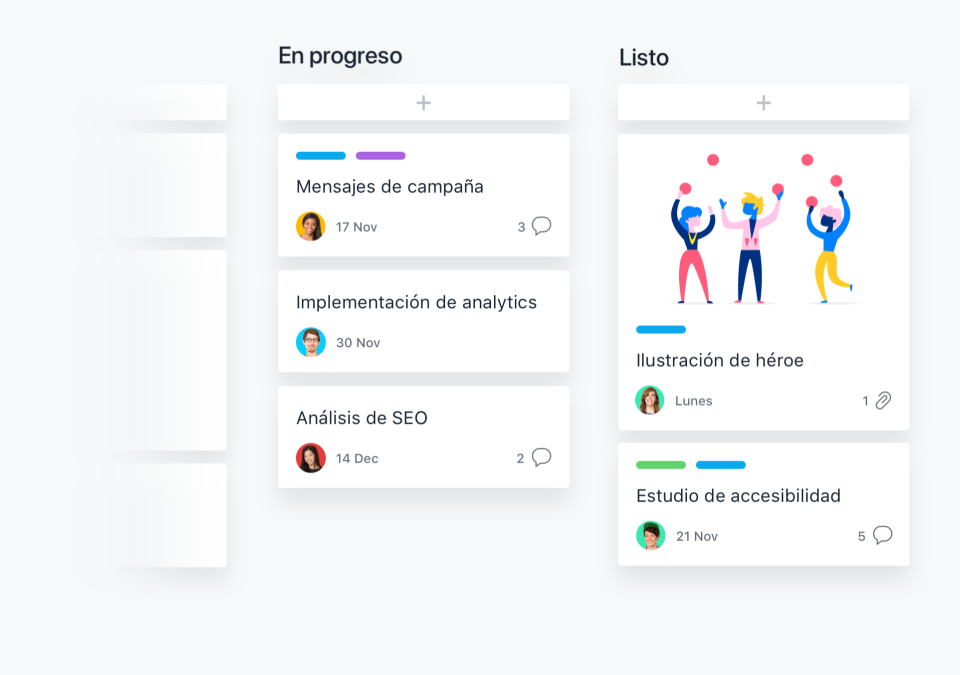 En progreso
+
Mensajes de campaña
17 Nov 3
Implementación de analytics
30 Nov
Análisis de SEO
14 Dec 2
Listo
+
Ilustración de héroe
Lunes 1
Estudio de accesibilidad
21 Nov 5